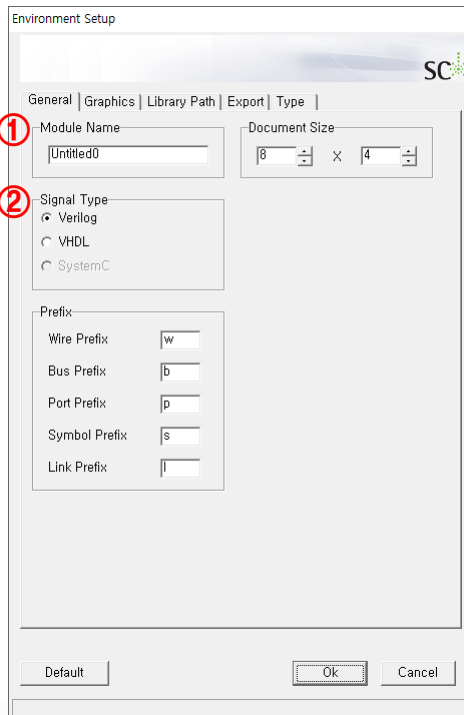 Environment Setup
SC
General Graphics Library Path Export Type
① Module Name
Untitled0
Document Size
8 X 4
② Signal Type
Verilog
VHDL
SystemC
Prefix
Wire Prefix w
Bus Prefix b
Port Prefix p
Symbol Prefix s
Link Prefix l
Default Ok Cancel